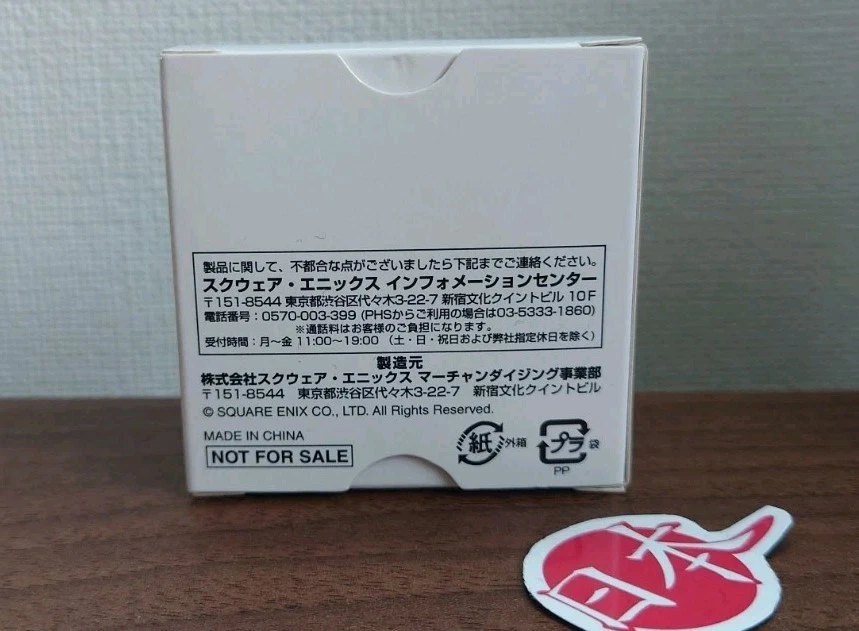 製品に関して、不都合な点がございましたら下記までご連絡ください。
スクウェア・エニックス インフォメーションセンター
〒151-8544 東京都渋谷区代々木3-22-7 新宿文化クイントビル 10F
電話番号：0570-003-399 (PHSからご利用の場合は03-5333-1860)
※通話料はお客様のご負担になります。
受付時間：月〜金 11:00〜19:00 （土・日・祝日および弊社指定休日を除く）
製造元
株式会社スクウェア・エニックス マーチャンダイジング事業部
〒151-8544 東京都渋谷区代々木3-22-7 新宿文化クイントビル
© SQUARE ENIX CO., LTD. All Rights Reserved.
MADE IN CHINA
NOT FOR SALE
紙 外箱
プラ 袋
PP
日本